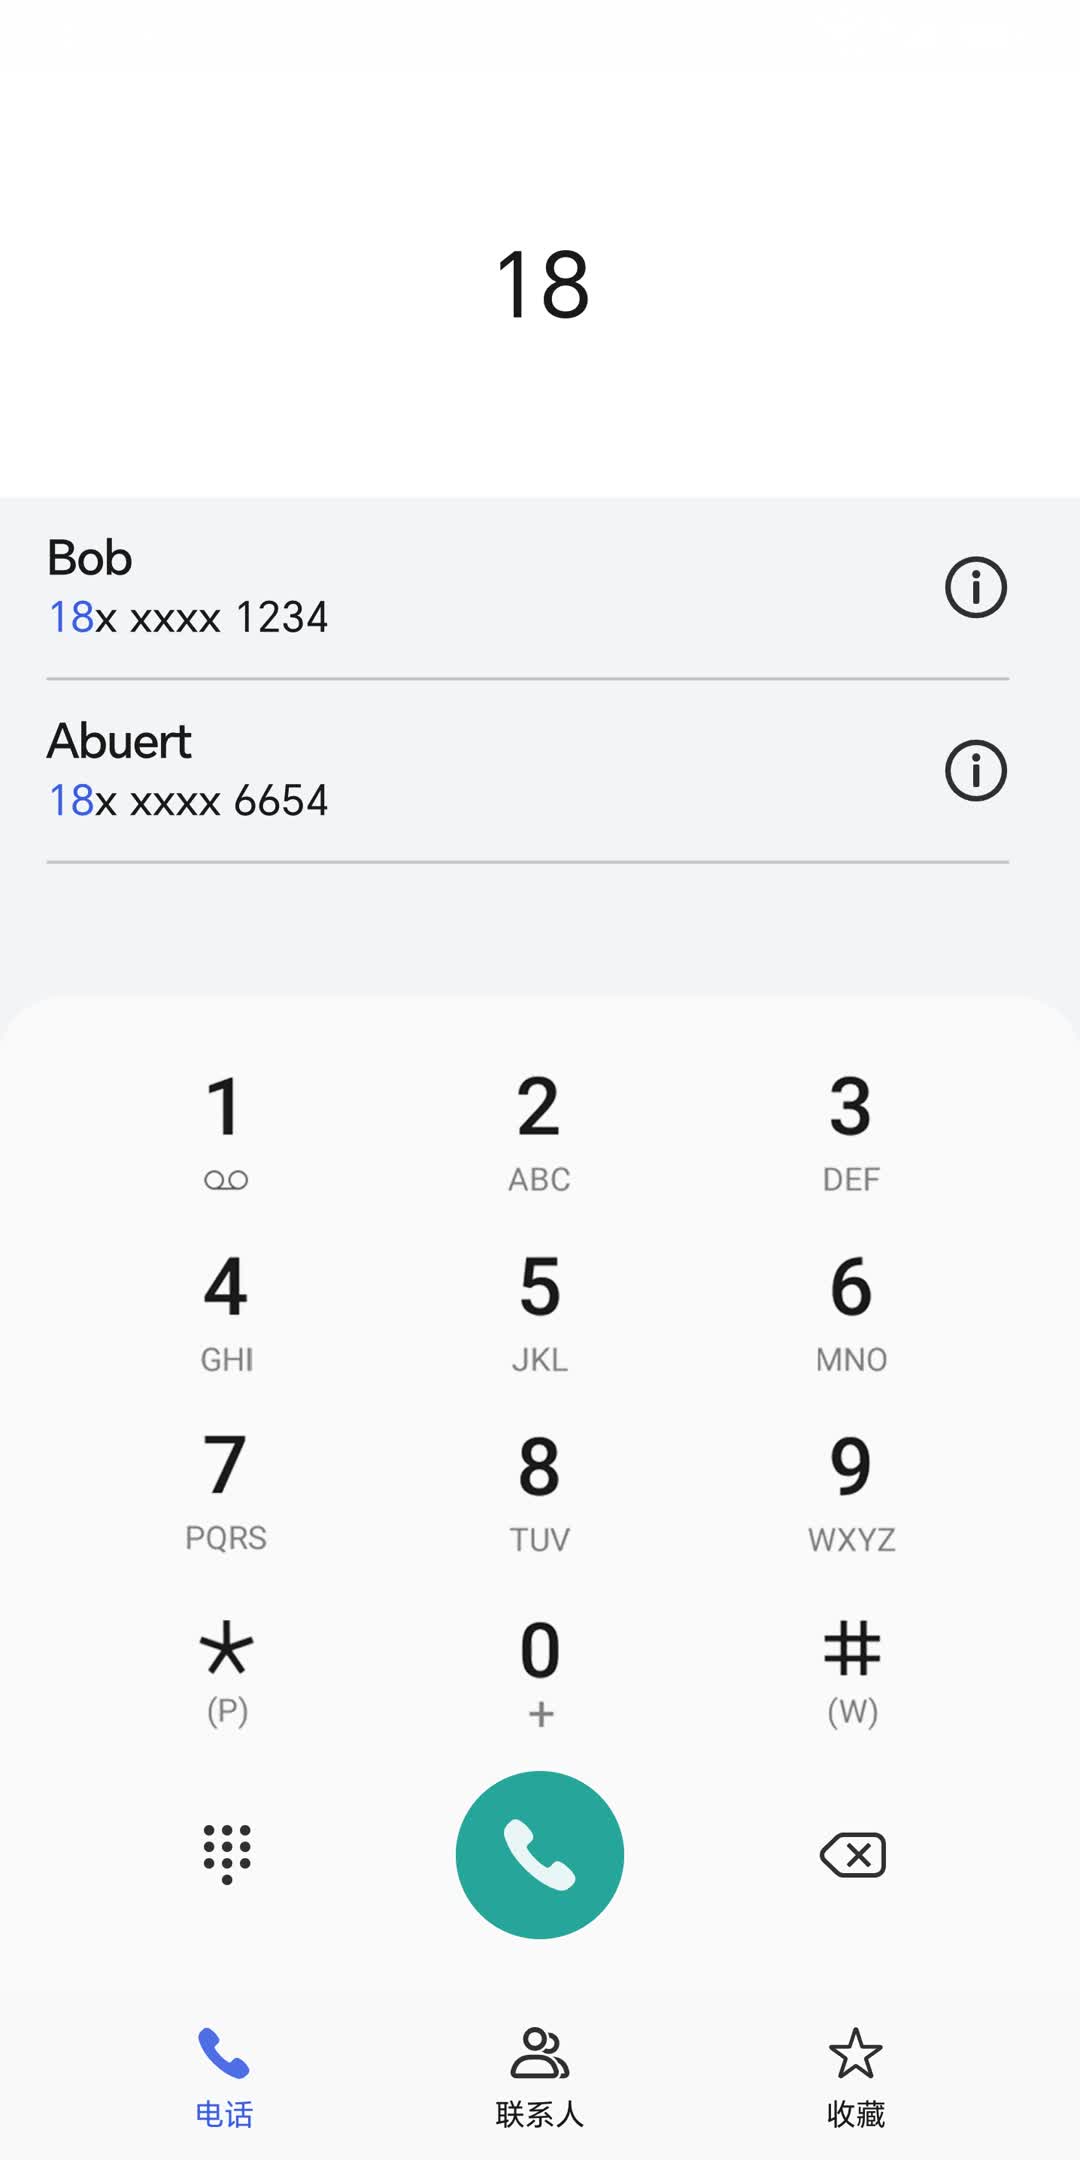 18
Bob
18x xxxx 1234
Abuert
18x xxxx 6654
1 2 3
ABC DEF
4 5 6
GHI JKL MNO
7 8 9
PQRS TUV WXYZ
* 0 #
(P) + (W)
电话 联系人 收藏